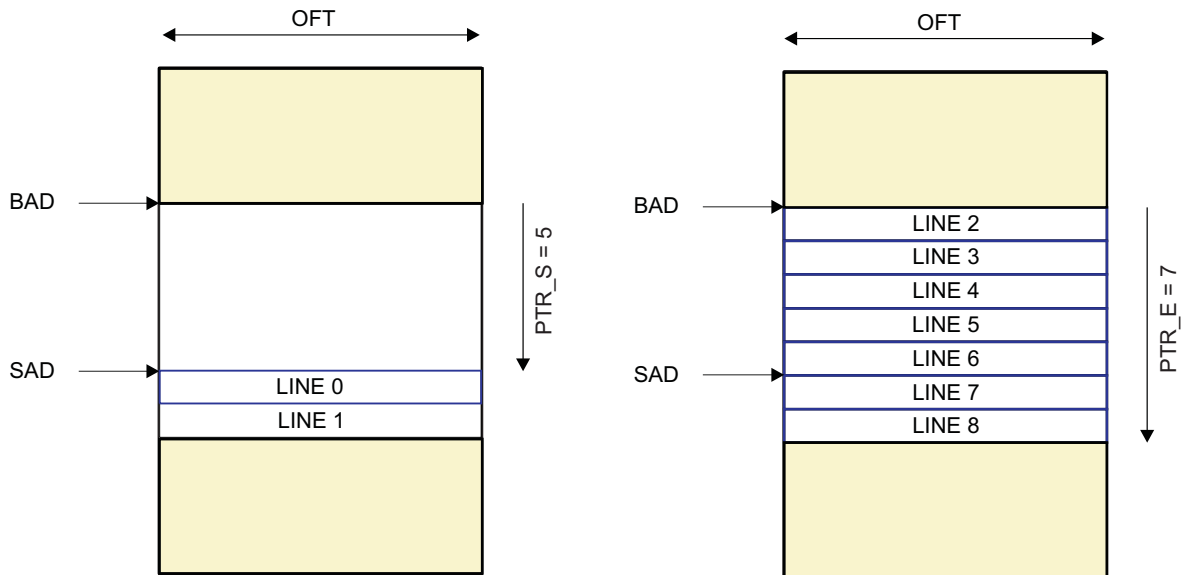 OFT
BAD
PTR_S = 5
SAD
LINE 0
LINE 1
OFT
BAD
LINE 2
LINE 3
LINE 4
LINE 5
LINE 6
SAD
LINE 7
LINE 8
PTR_E = 7